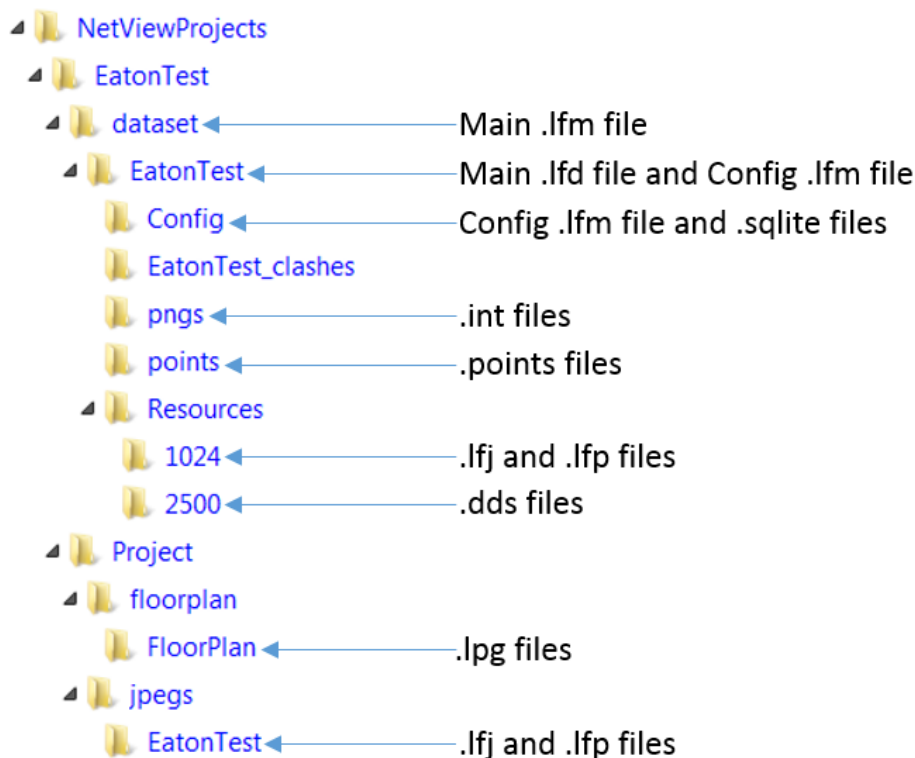 NetViewProjects
EatonTest
dataset Main .lfm file
EatonTest Main .lfd file and Config .lfm file
Config Config .lfm file and .sqlite files
EatonTest_clashes
pngs .int files
points .points files
Resources
1024 .lfj and .lfp files
2500 .dds files
Project
floorplan
FloorPlan .lpg files
jpegs
EatonTest .lfj and .lfp files